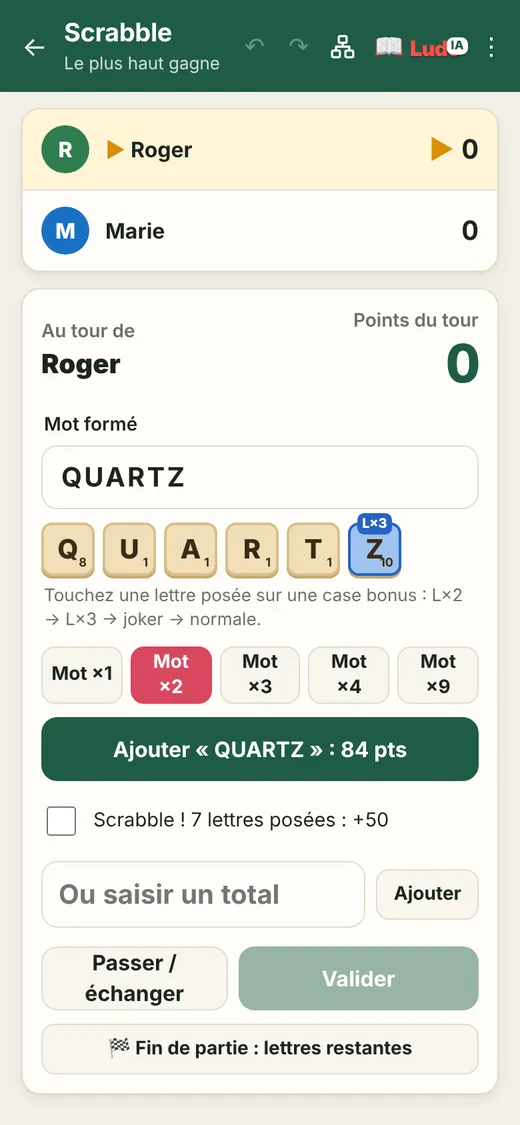 Scrabble
Le plus haut gagne
LudIA
R
Roger
0
M
Marie
0
Au tour de
Points du tour
Roger
0
Mot formé
QUARTZ
L×3
Q8 U1 A1 R1 T1 Z10
Touchez une lettre posée sur une case bonus : L×2
→ L×3 → joker → normale.
Mot ×1
Mot
×2
Mot
×3
Mot
×4
Mot
×9
Ajouter « QUARTZ » : 84 pts
Scrabble ! 7 lettres posées : +50
Ou saisir un total
Ajouter
Passer /
échanger
Valider
Fin de partie : lettres restantes